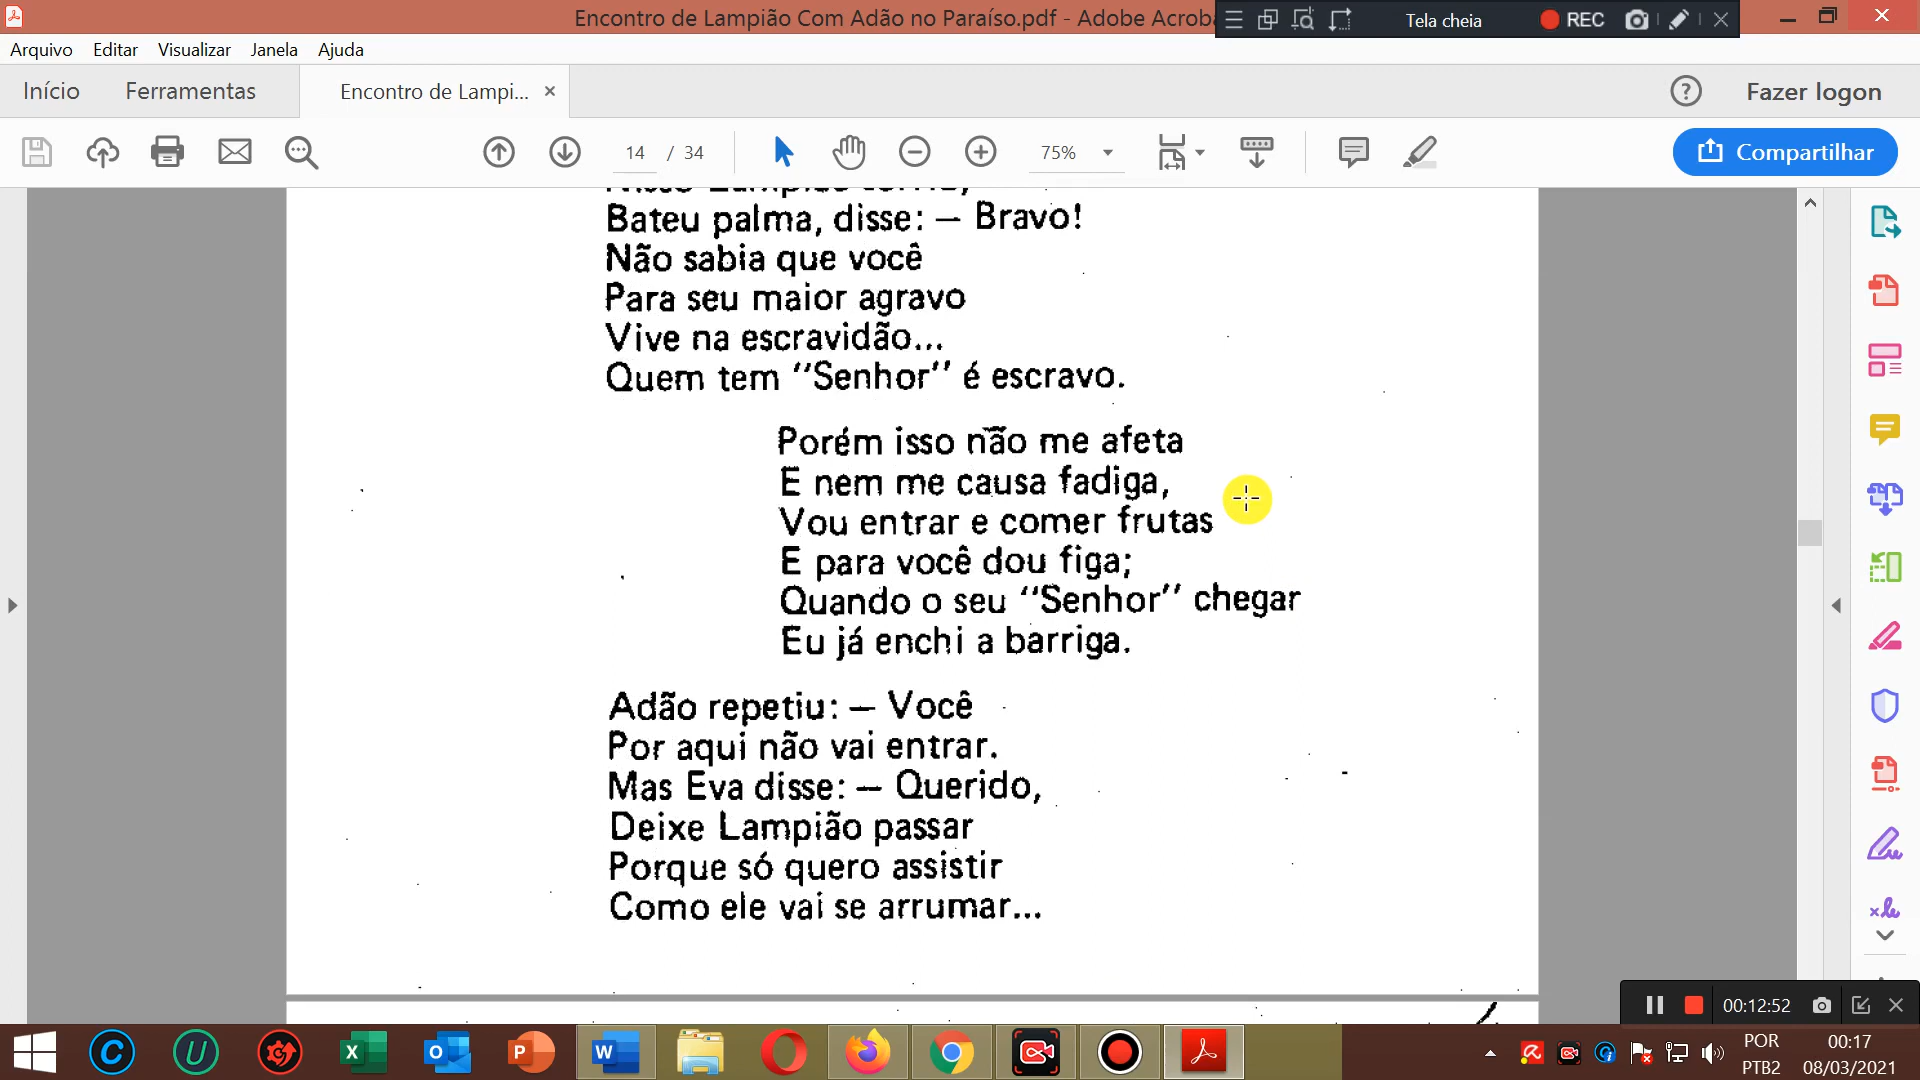 Encontro de Lampião Com Adão no Paraíso.pdf - Adobe Acroba
Tela cheia
REC
Arquivo Editar Visualizar Janela Ajuda
Início Ferramentas Encontro de Lampi...
Fazer logon
14 / 34
75%
Compartilhar
Bateu palma, disse: — Bravo!
Não sabia que você
Para seu maior agravo
Vive na escravidão...
Quem tem "Senhor" é escravo.
Porém isso não me afeta
E nem me causa fadiga,
Vou entrar e comer frutas
E para você dou figa;
Quando o seu "Senhor" chegar
Eu já enchi a barriga.
Adão repetiu: — Você
Por aqui não vai entrar.
Mas Eva disse: — Querido,
Deixe Lampião passar
Porque só quero assistir
Como ele vai se arrumar...
00:12:52
POR
PTB2
00:17
08/03/2021